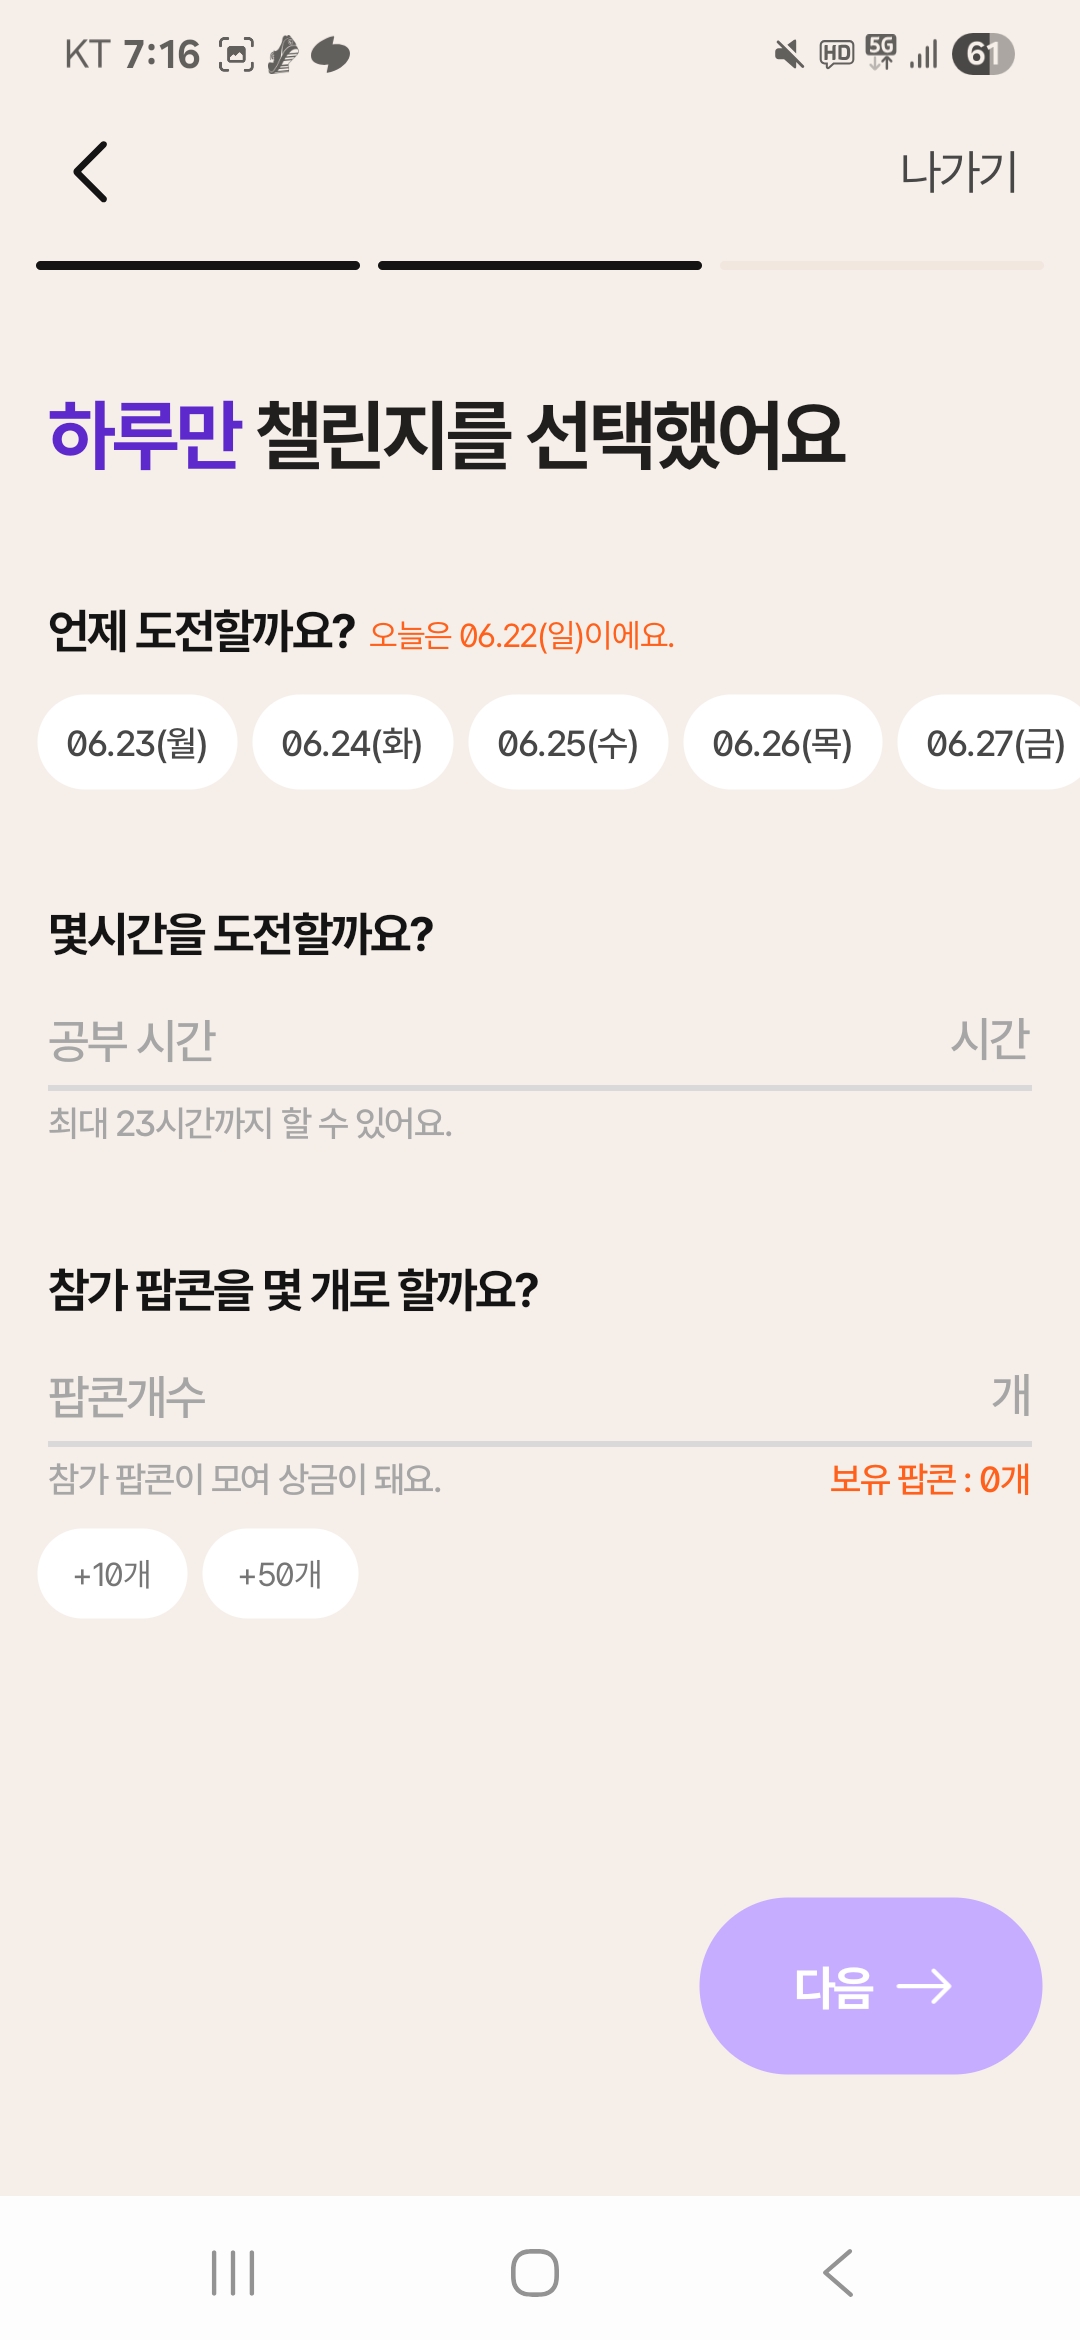 KT 7:16 HD 5G 61
나가기
하루만 챌린지를 선택했어요
언제 도전할까요? 오늘은 06.22(일)이에요.
06.23(월) 06.24(화) 06.25(수) 06.26(목) 06.27(금)
몇시간을 도전할까요?
공부 시간 시간
최대 23시간까지 할 수 있어요.
참가 팝콘을 몇 개로 할까요?
팝콘개수 개
참가 팝콘이 모여 상금이 돼요. 보유 팝콘 : 0개
+10개 +50개
다음